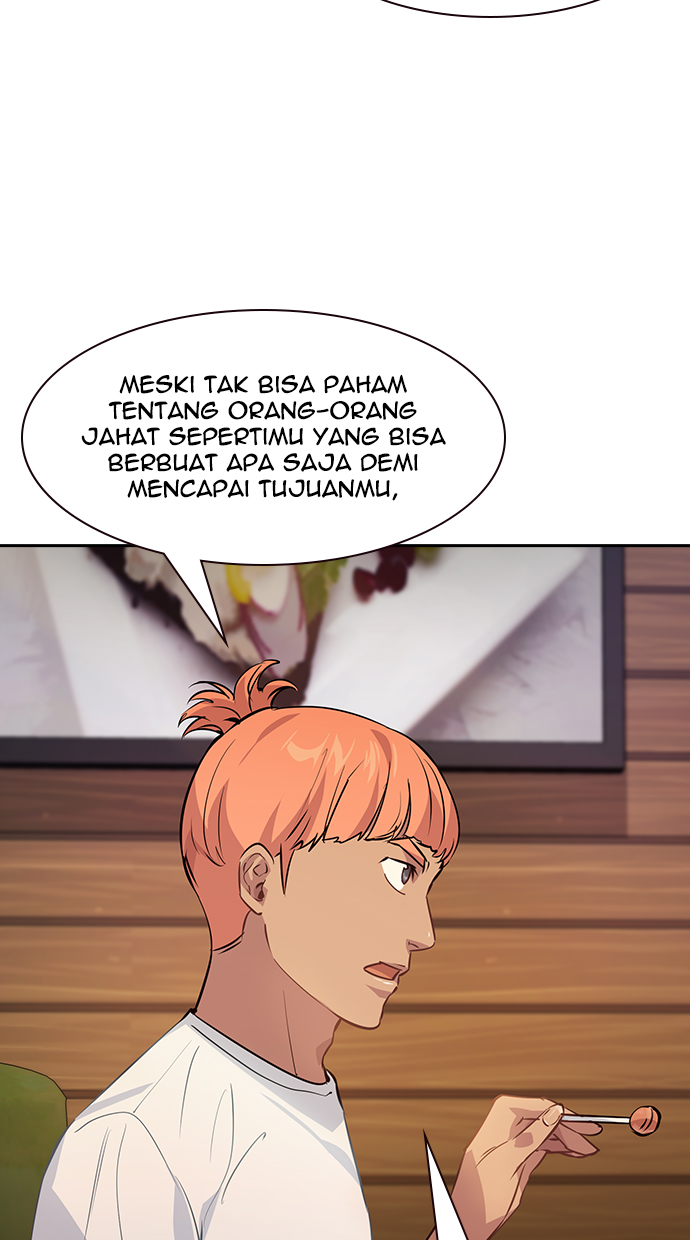 MESKI TAK BISA PAHAM
TENTANG ORANG-ORANG
JAHAT SEPERTIMU YANG BISA
BERBUAT APA SAJA DEMI
MENCAPAI TUJUANMU,